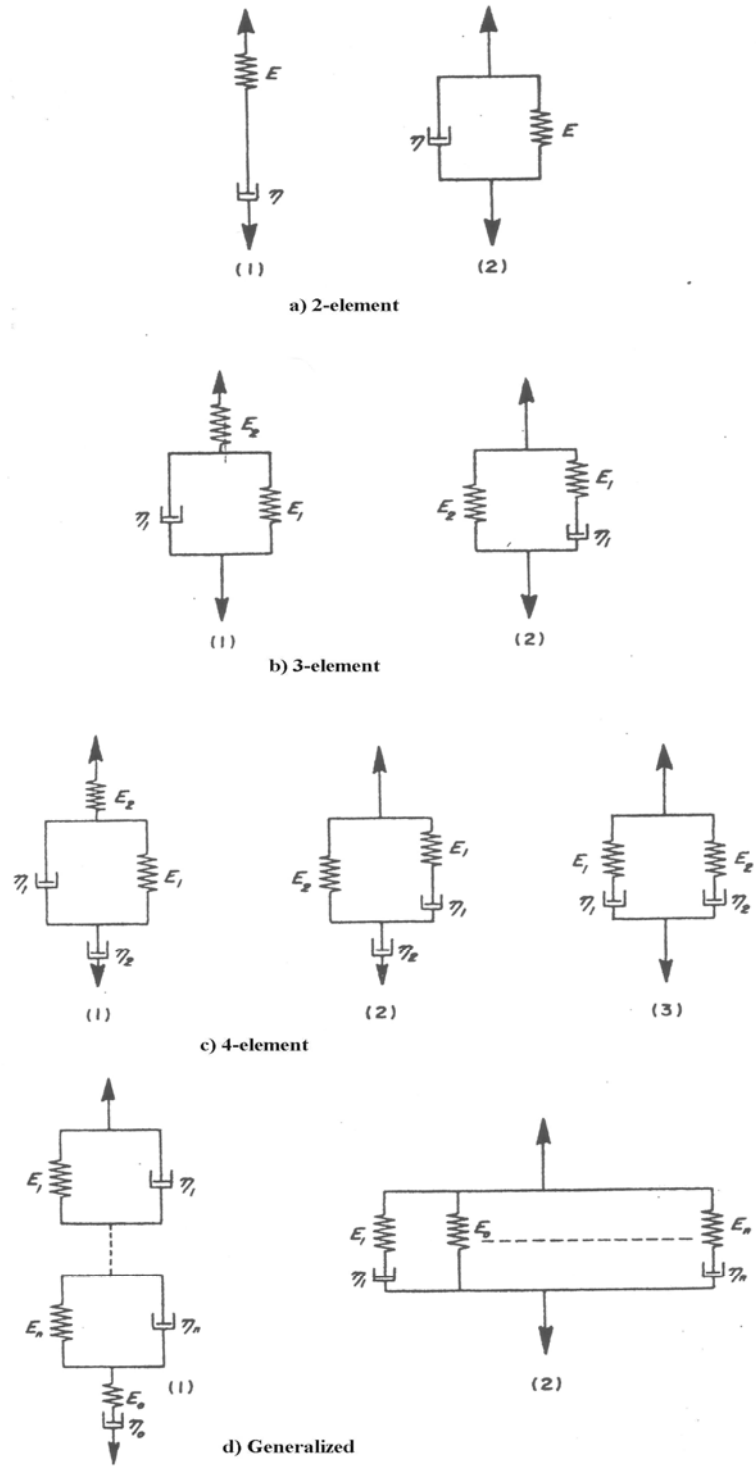 E
η
(1)
η
E
(2)
a) 2-element
E₂
η₁
E₁
(1)
E₂
E₁
η₁
(2)
b) 3-element
E₂
η₁
E₁
η₂
(1)
E₂
E₁
η₁
η₂
(2)
E₁
η₁
E₂
η₂
(3)
c) 4-element
E₁
η₁
Eₙ
ηₙ
E₀
η₀
(1)
E₁
η₁
E₀
Eₙ
ηₙ
(2)
d) Generalized